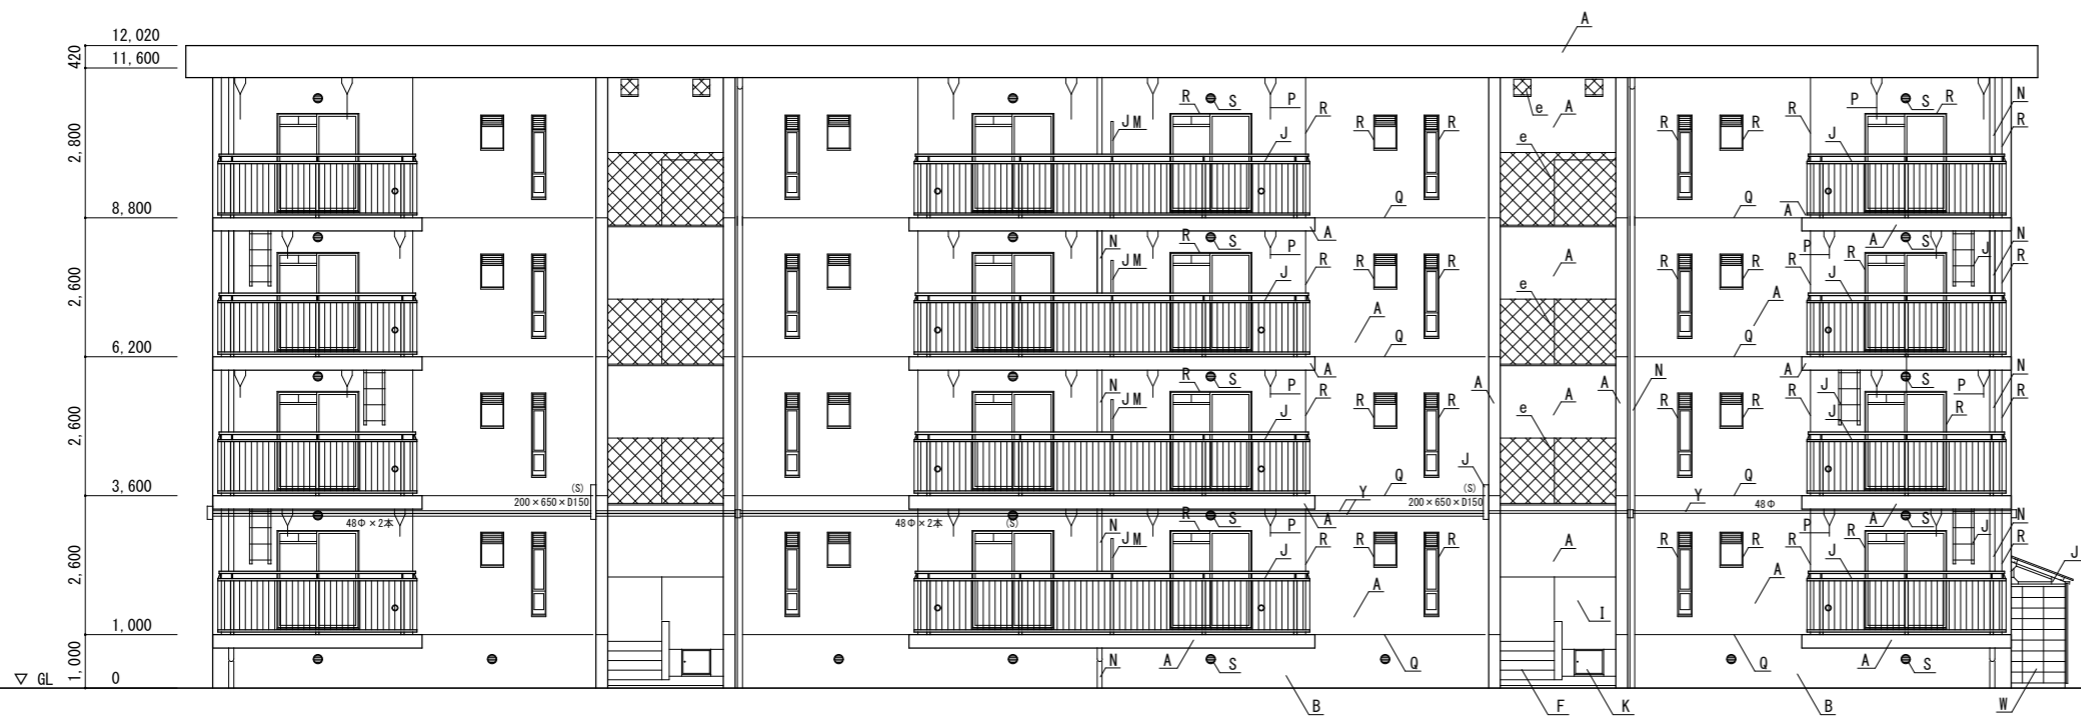 A
12,020
420
11,600
R S P R J M J R R e A P S R N R J
2,800
e
8,800
Q Q A
A A
N R S P R J M J R R A e R R P R S J N R J
2,600
A A
6,200
Q Q
A A
N R S P R J M J R R A A e A N R R R J S P R N R J
2,600
J
3,600
(S) (S) Q Q
200×650×D150 Y 200×650×D150 Y 48Φ
48Φ×2本 48Φ×2本 (S) S A A S
N R P R J M J R R A R R P R J N R J
2,600
J
A I A
1,000
A Q Q A
1,000
N S S
▽ GL 0
B F K B W